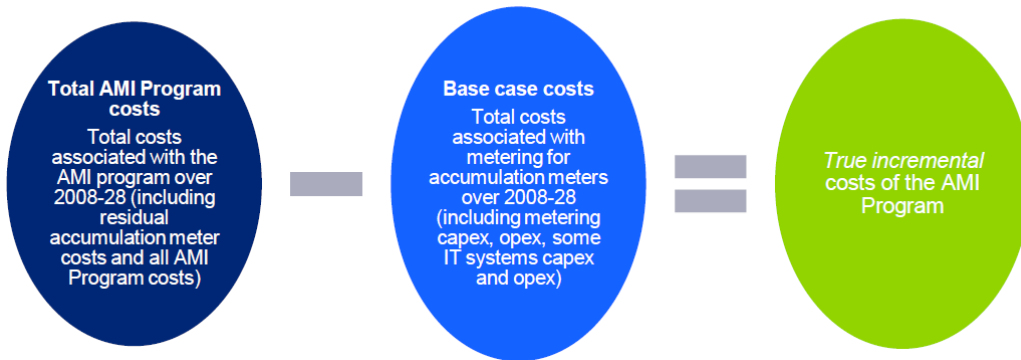 Total AMI Program
costs
Total costs
associated with the
AMI program over
2008-28 (including
residual
accumulation meter
costs and all AMI
Program costs)
Base case costs
Total costs
associated with
metering for
accumulation meters
over 2008-28
(including metering
capex, opex, some
IT systems capex
and opex)
True incremental
costs of the AMI
Program